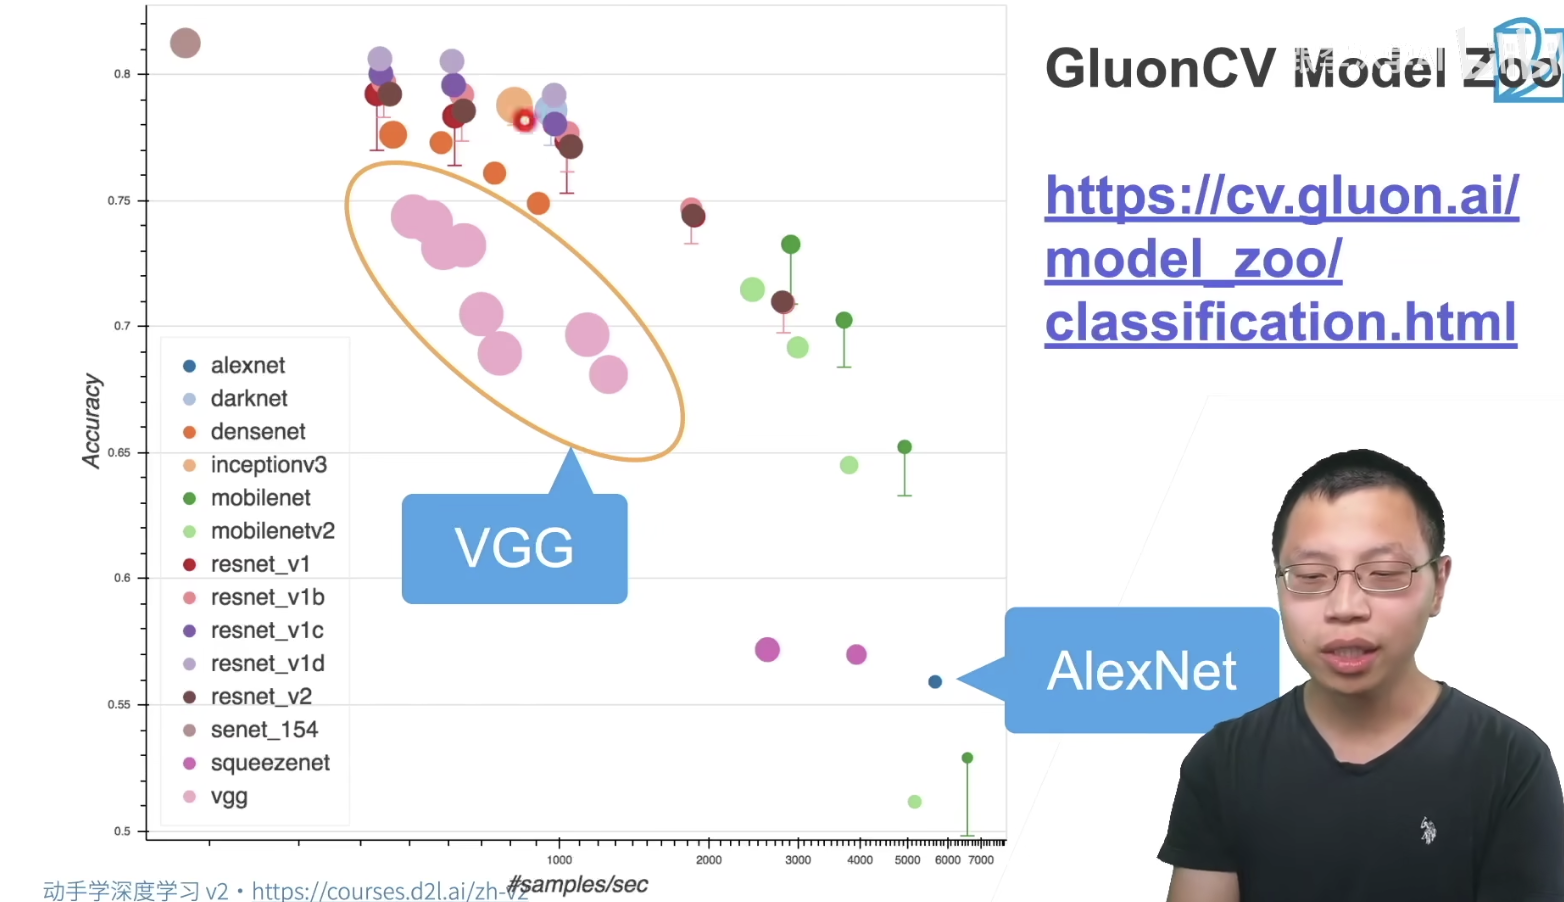 GluonCV Model Zoo
https://cv.gluon.ai/
model_zoo/
classification.html
0.8
0.75
0.7
0.65
0.6
0.55
0.5
Accuracy
alexnet
darknet
densenet
inceptionv3
mobilenet
mobilenetv2
resnet_v1
resnet_v1b
resnet_v1c
resnet_v1d
resnet_v2
senet_154
squeezenet
vgg
VGG
AlexNet
1000 2000 3000 4000 5000 6000 7000
#samples/sec
动手学深度学习 v2 • https://courses.d2l.ai/zh-v2